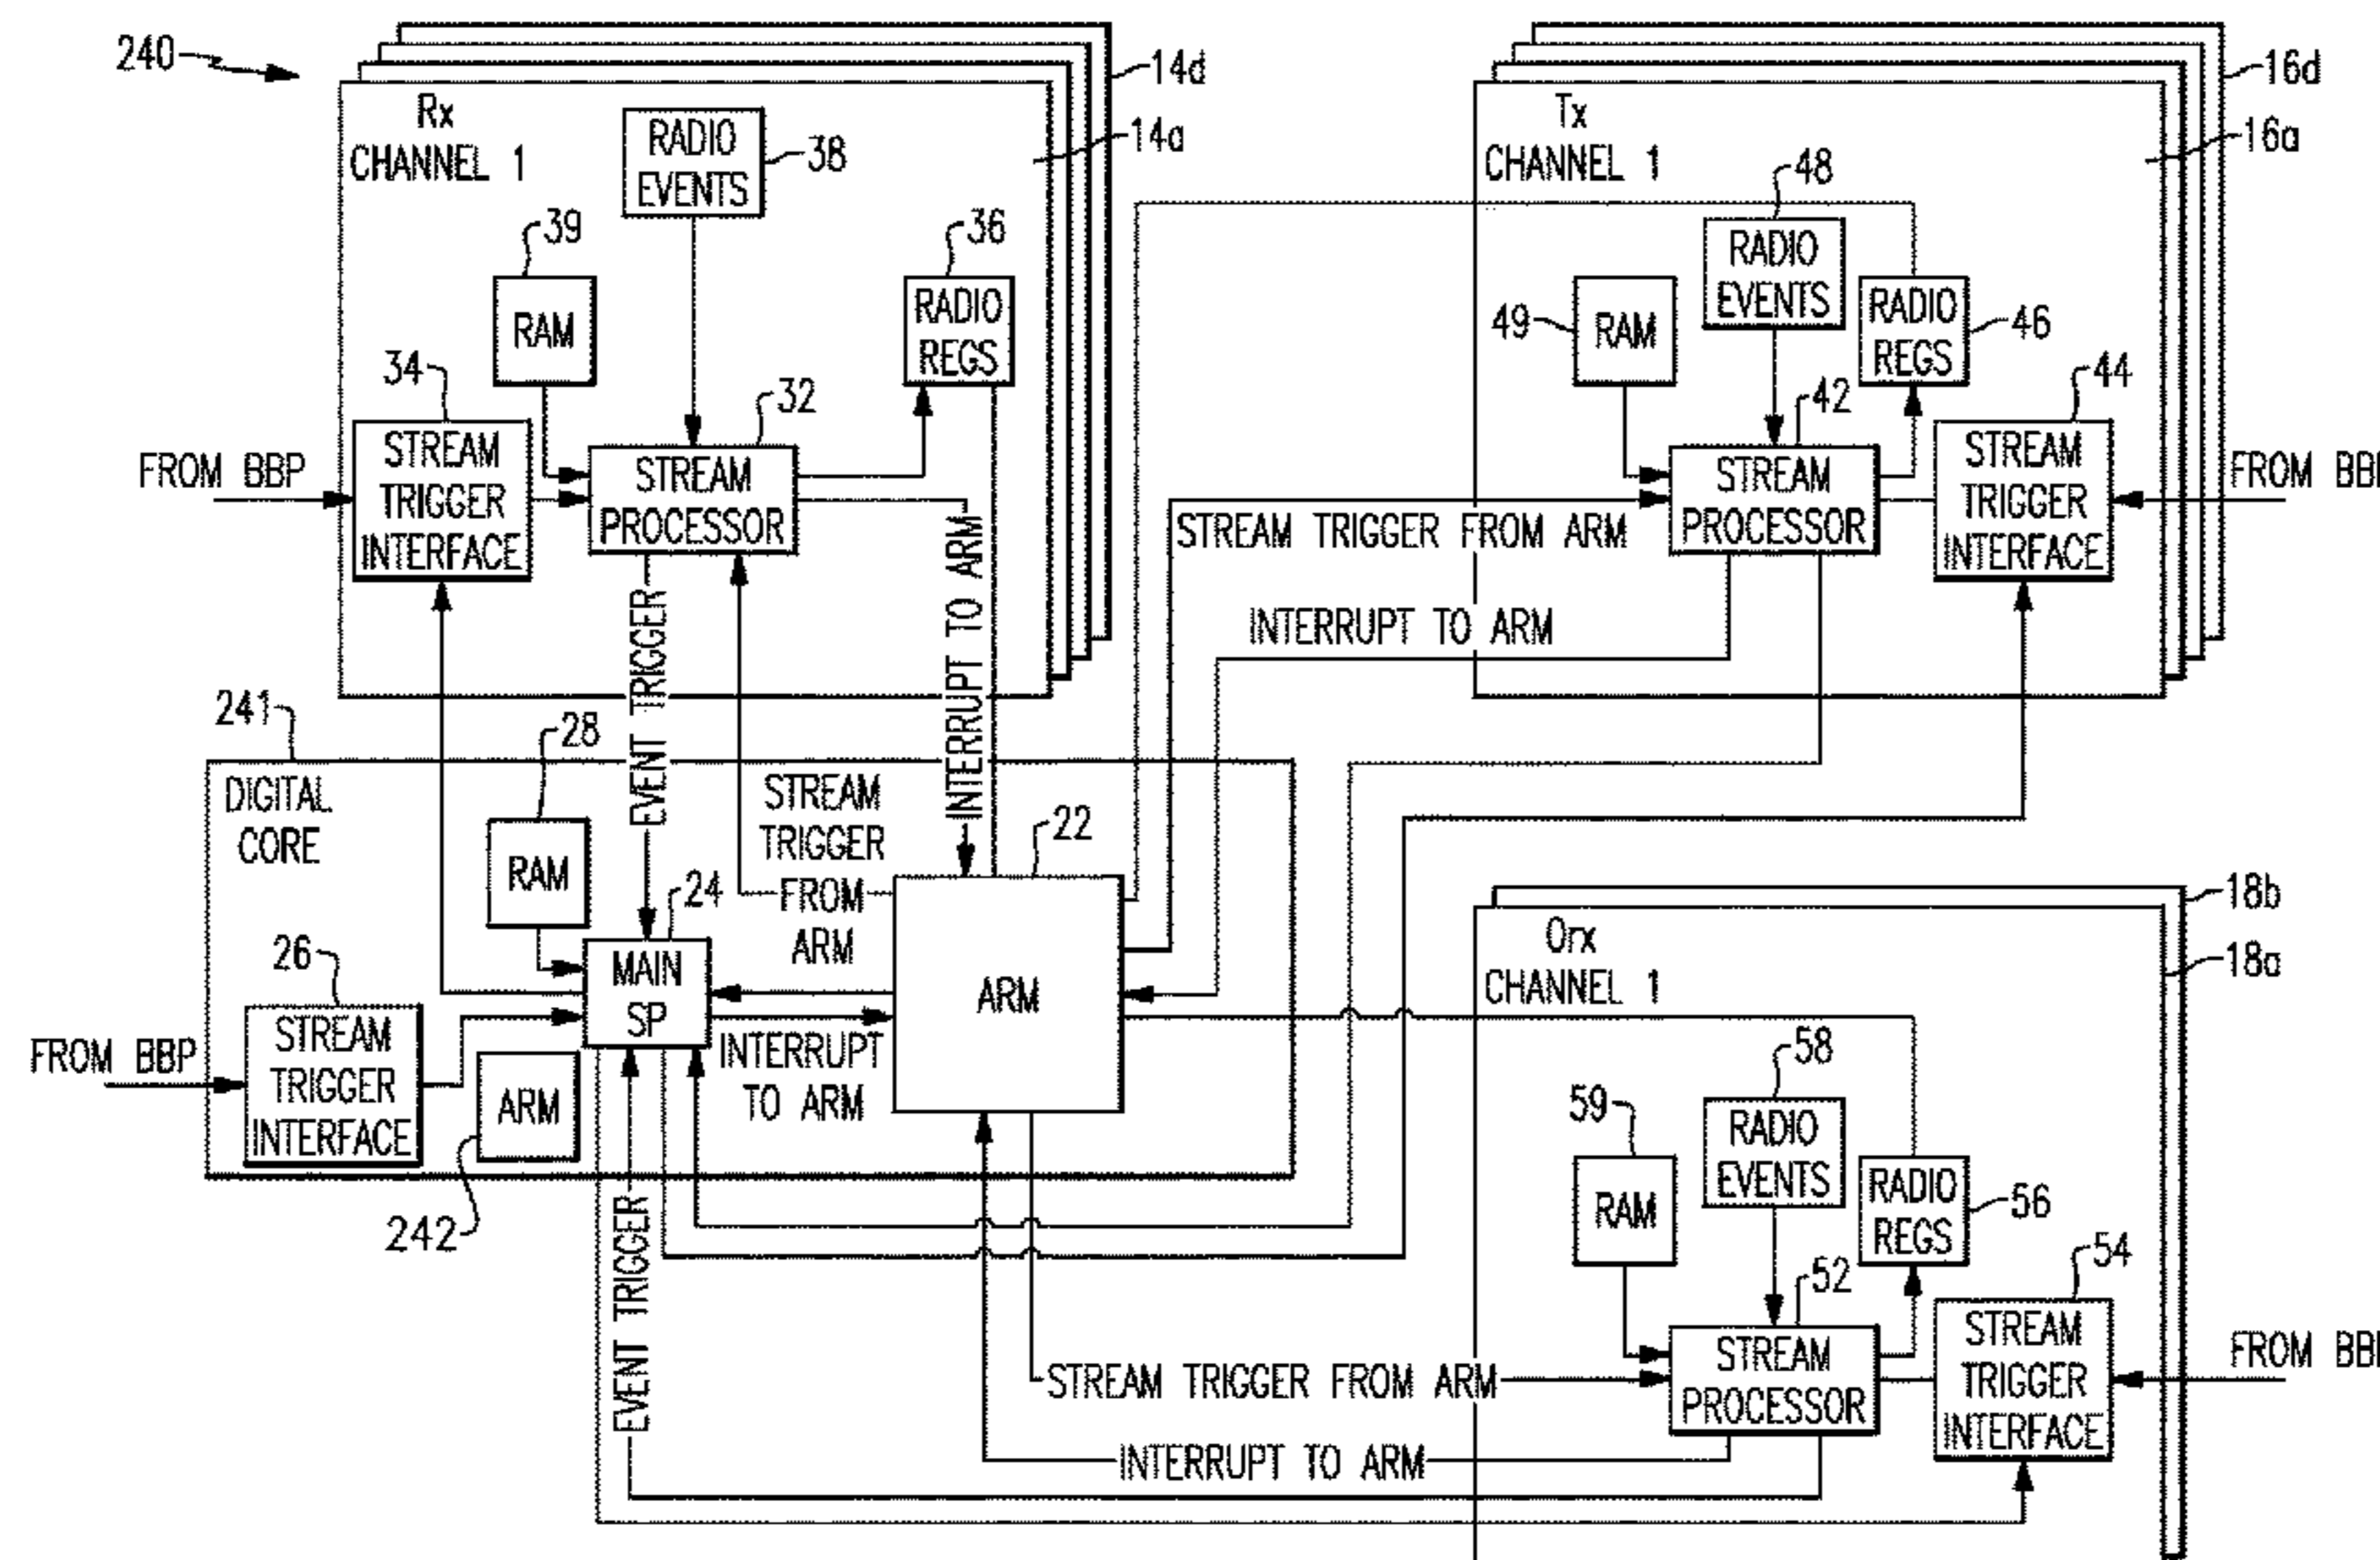 240
14d
14a
Rx
CHANNEL 1
RADIO
EVENTS
38
39
RAM
36
RADIO
REGS
34
STREAM
TRIGGER
INTERFACE
32
STREAM
PROCESSOR
FROM BBP
EVENT TRIGGER
INTERRUPT TO ARM
16d
16a
Tx
CHANNEL 1
48
RADIO
EVENTS
49
RAM
RADIO
REGS
46
42
STREAM
PROCESSOR
44
STREAM
TRIGGER
INTERFACE
FROM BBI
STREAM TRIGGER FROM ARM
INTERRUPT TO ARM
241
DIGITAL
CORE
28
RAM
STREAM
TRIGGER
FROM
ARM
22
ARM
24
MAIN
SP
26
STREAM
TRIGGER
INTERFACE
FROM BBP
ARM
242
INTERRUPT
TO ARM
EVENT TRIGGER
18b
18a
Orx
CHANNEL 1
58
RADIO
EVENTS
59
RAM
RADIO
REGS
56
52
STREAM
PROCESSOR
54
STREAM
TRIGGER
INTERFACE
FROM BBI
STREAM TRIGGER FROM ARM
INTERRUPT TO ARM